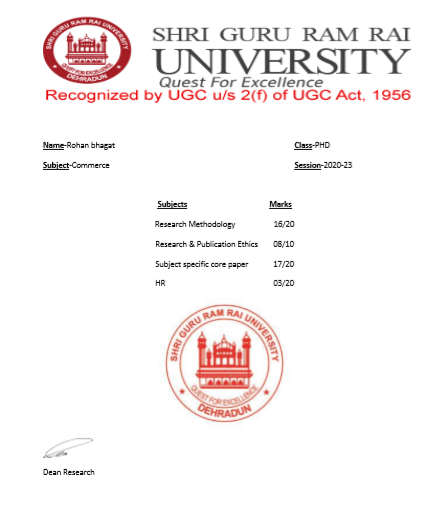 SHRI GURU RAM RAI UNIVERSITY
QUEST FOR EXCELLENCE
DEHRADUN
SHRI GURU RAM RAI
UNIVERSITY
Quest For Excellence
Recognized by UGC u/s 2(f) of UGC Act, 1956
Name-Rohan bhagat Class-PHD
Subject-Commerce Session-2020-23
Subjects Marks
Research Methodology 16/20
Research & Publication Ethics 08/10
Subject specific core paper 17/20
HR 03/20
SHRI GURU RAM RAI UNIVERSITY
QUEST FOR EXCELLENCE
DEHRADUN
Dean Research